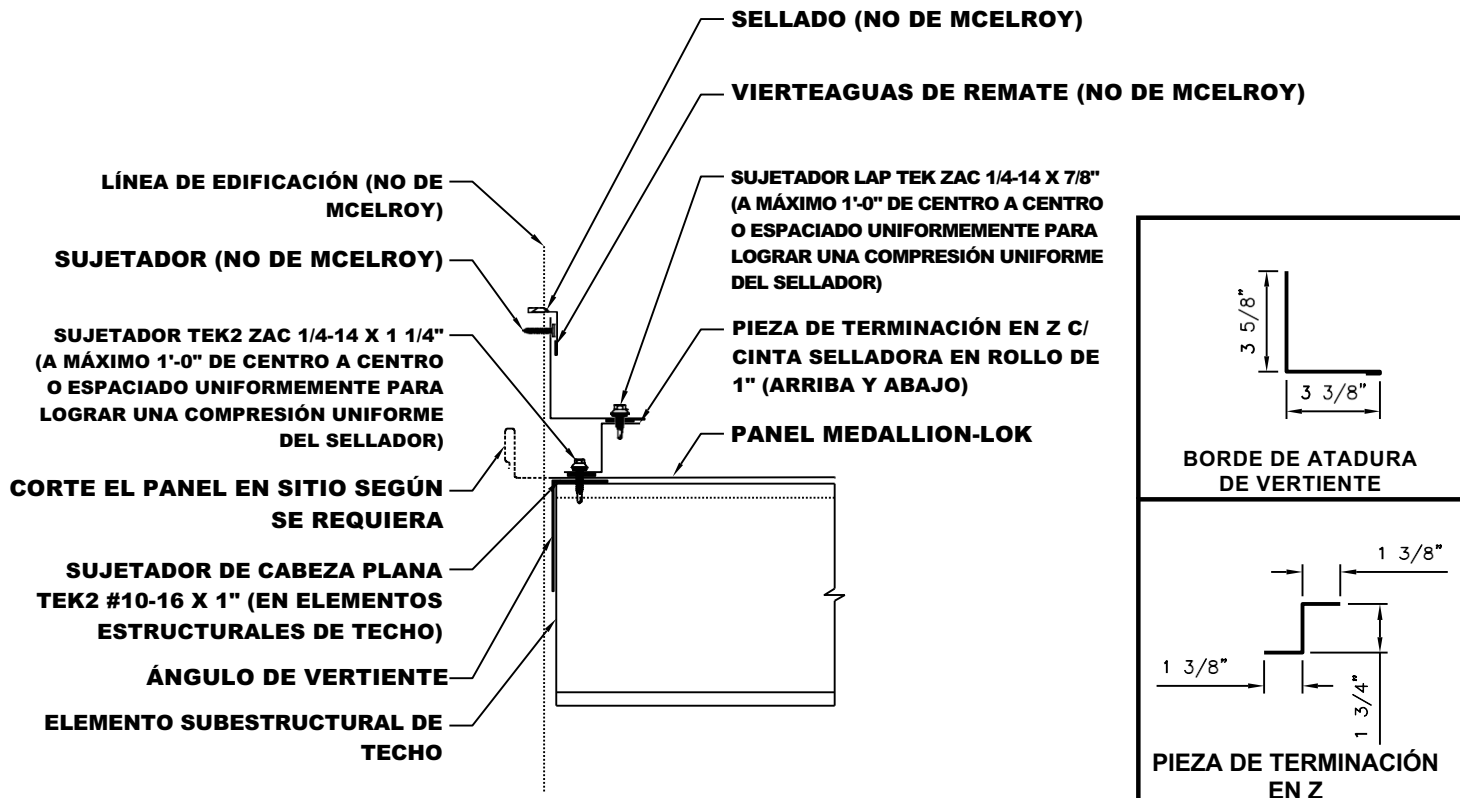 SELLADO (NO DE MCELROY)
VIERTEAGUAS DE REMATE (NO DE MCELROY)
SUJETADOR LAP TEK ZAC 1/4-14 X 7/8"
(A MÁXIMO 1'-0" DE CENTRO A CENTRO
O ESPACIADO UNIFORMEMENTE PARA
LOGRAR UNA COMPRESIÓN UNIFORME
DEL SELLADOR)
PIEZA DE TERMINACIÓN EN Z C/
CINTA SELLADORA EN ROLLO DE
1" (ARRIBA Y ABAJO)
PANEL MEDALLION-LOK
LÍNEA DE EDIFICACIÓN (NO DE
MCELROY)
SUJETADOR (NO DE MCELROY)
SUJETADOR TEK2 ZAC 1/4-14 X 1 1/4"
(A MÁXIMO 1'-0" DE CENTRO A CENTRO
O ESPACIADO UNIFORMEMENTE PARA
LOGRAR UNA COMPRESIÓN UNIFORME
DEL SELLADOR)
CORTE EL PANEL EN SITIO SEGÚN
SE REQUIERA
SUJETADOR DE CABEZA PLANA
TEK2 #10-16 X 1" (EN ELEMENTOS
ESTRUCTURALES DE TECHO)
ÁNGULO DE VERTIENTE
ELEMENTO SUBESTRUCTURAL DE
TECHO
3 5/8"
3 3/8"
BORDE DE ATADURA
DE VERTIENTE
1 3/8"
1 3/8"
1 3/4"
PIEZA DE TERMINACIÓN
EN Z